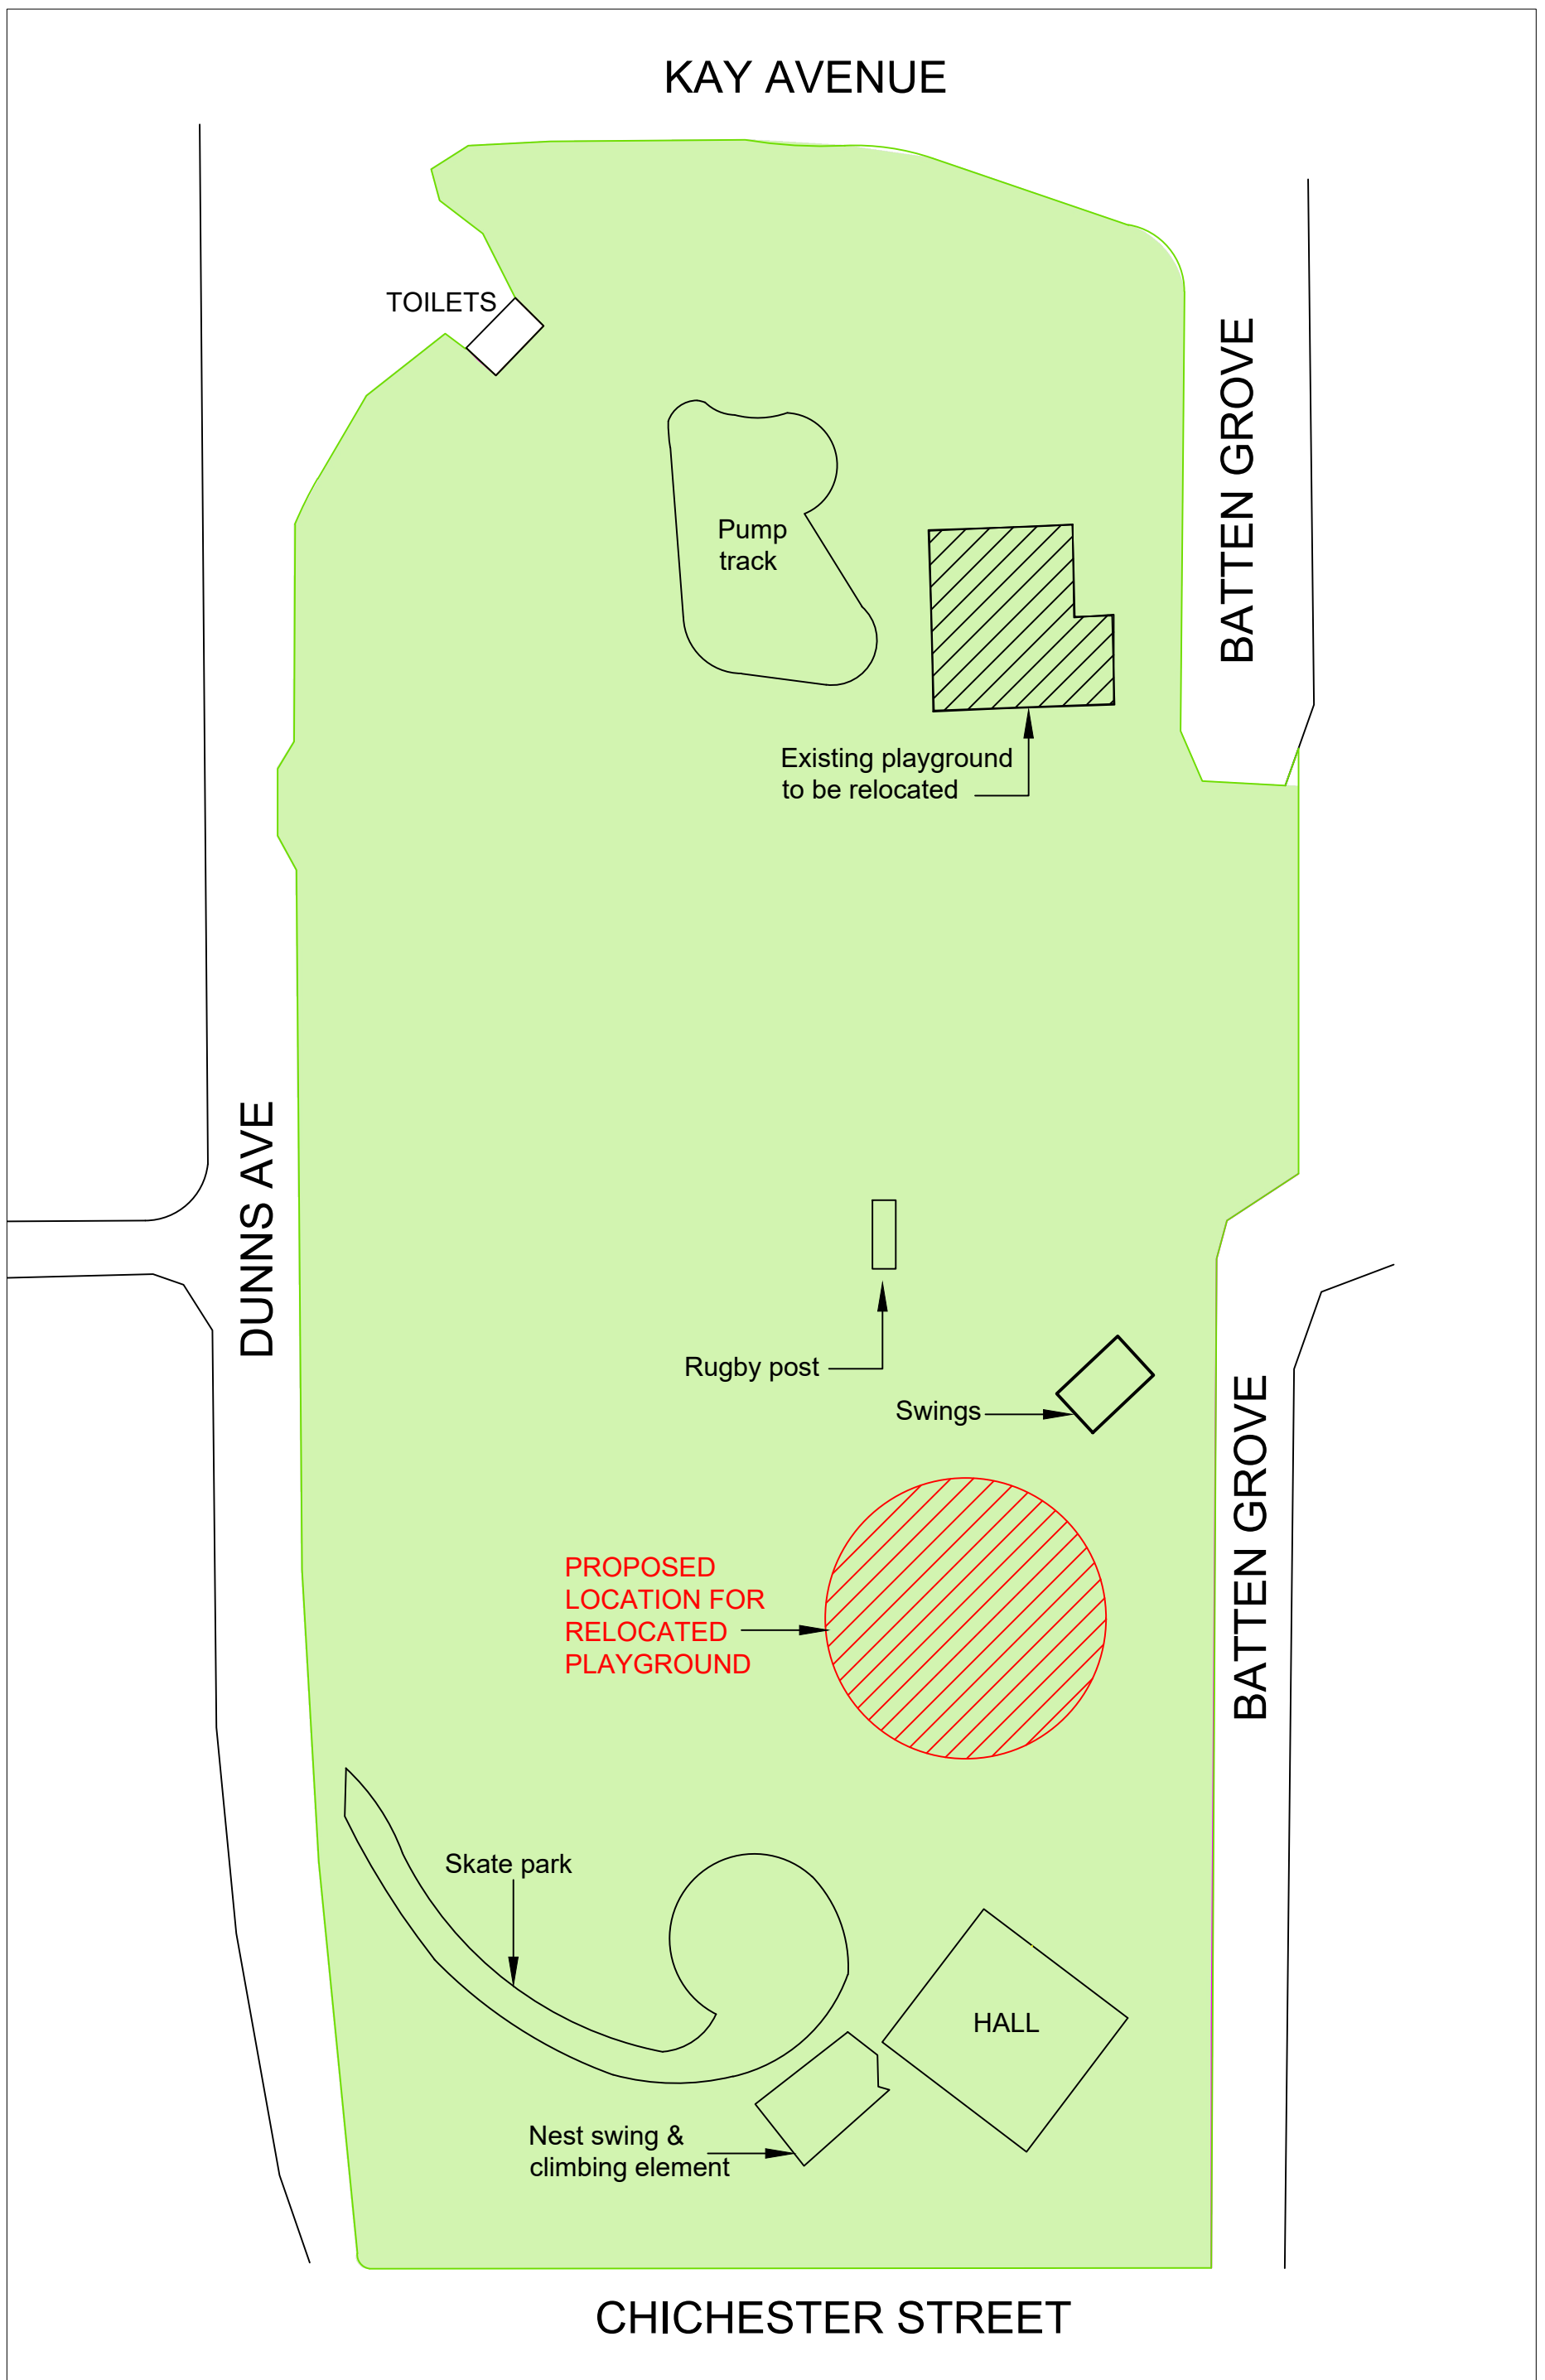 KAY AVENUE
TOILETS
BATTEN GROVE
Pump
track
Existing playground
to be relocated
DUNNS AVE
Rugby post
Swings
BATTEN GROVE
PROPOSED
LOCATION FOR
RELOCATED
PLAYGROUND
Skate park
HALL
Nest swing &
climbing element
CHICHESTER STREET